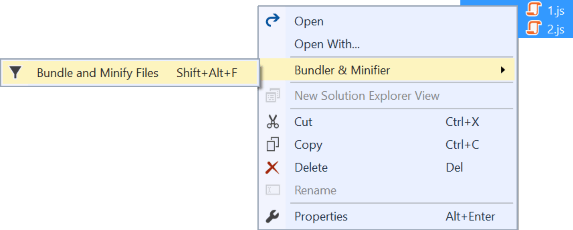 1.js
2.js
Open
Open With...
Bundler & Minifier
Bundle and Minify Files Shift+Alt+F
New Solution Explorer View
Cut Ctrl+X
Copy Ctrl+C
Delete Del
Rename
Properties Alt+Enter